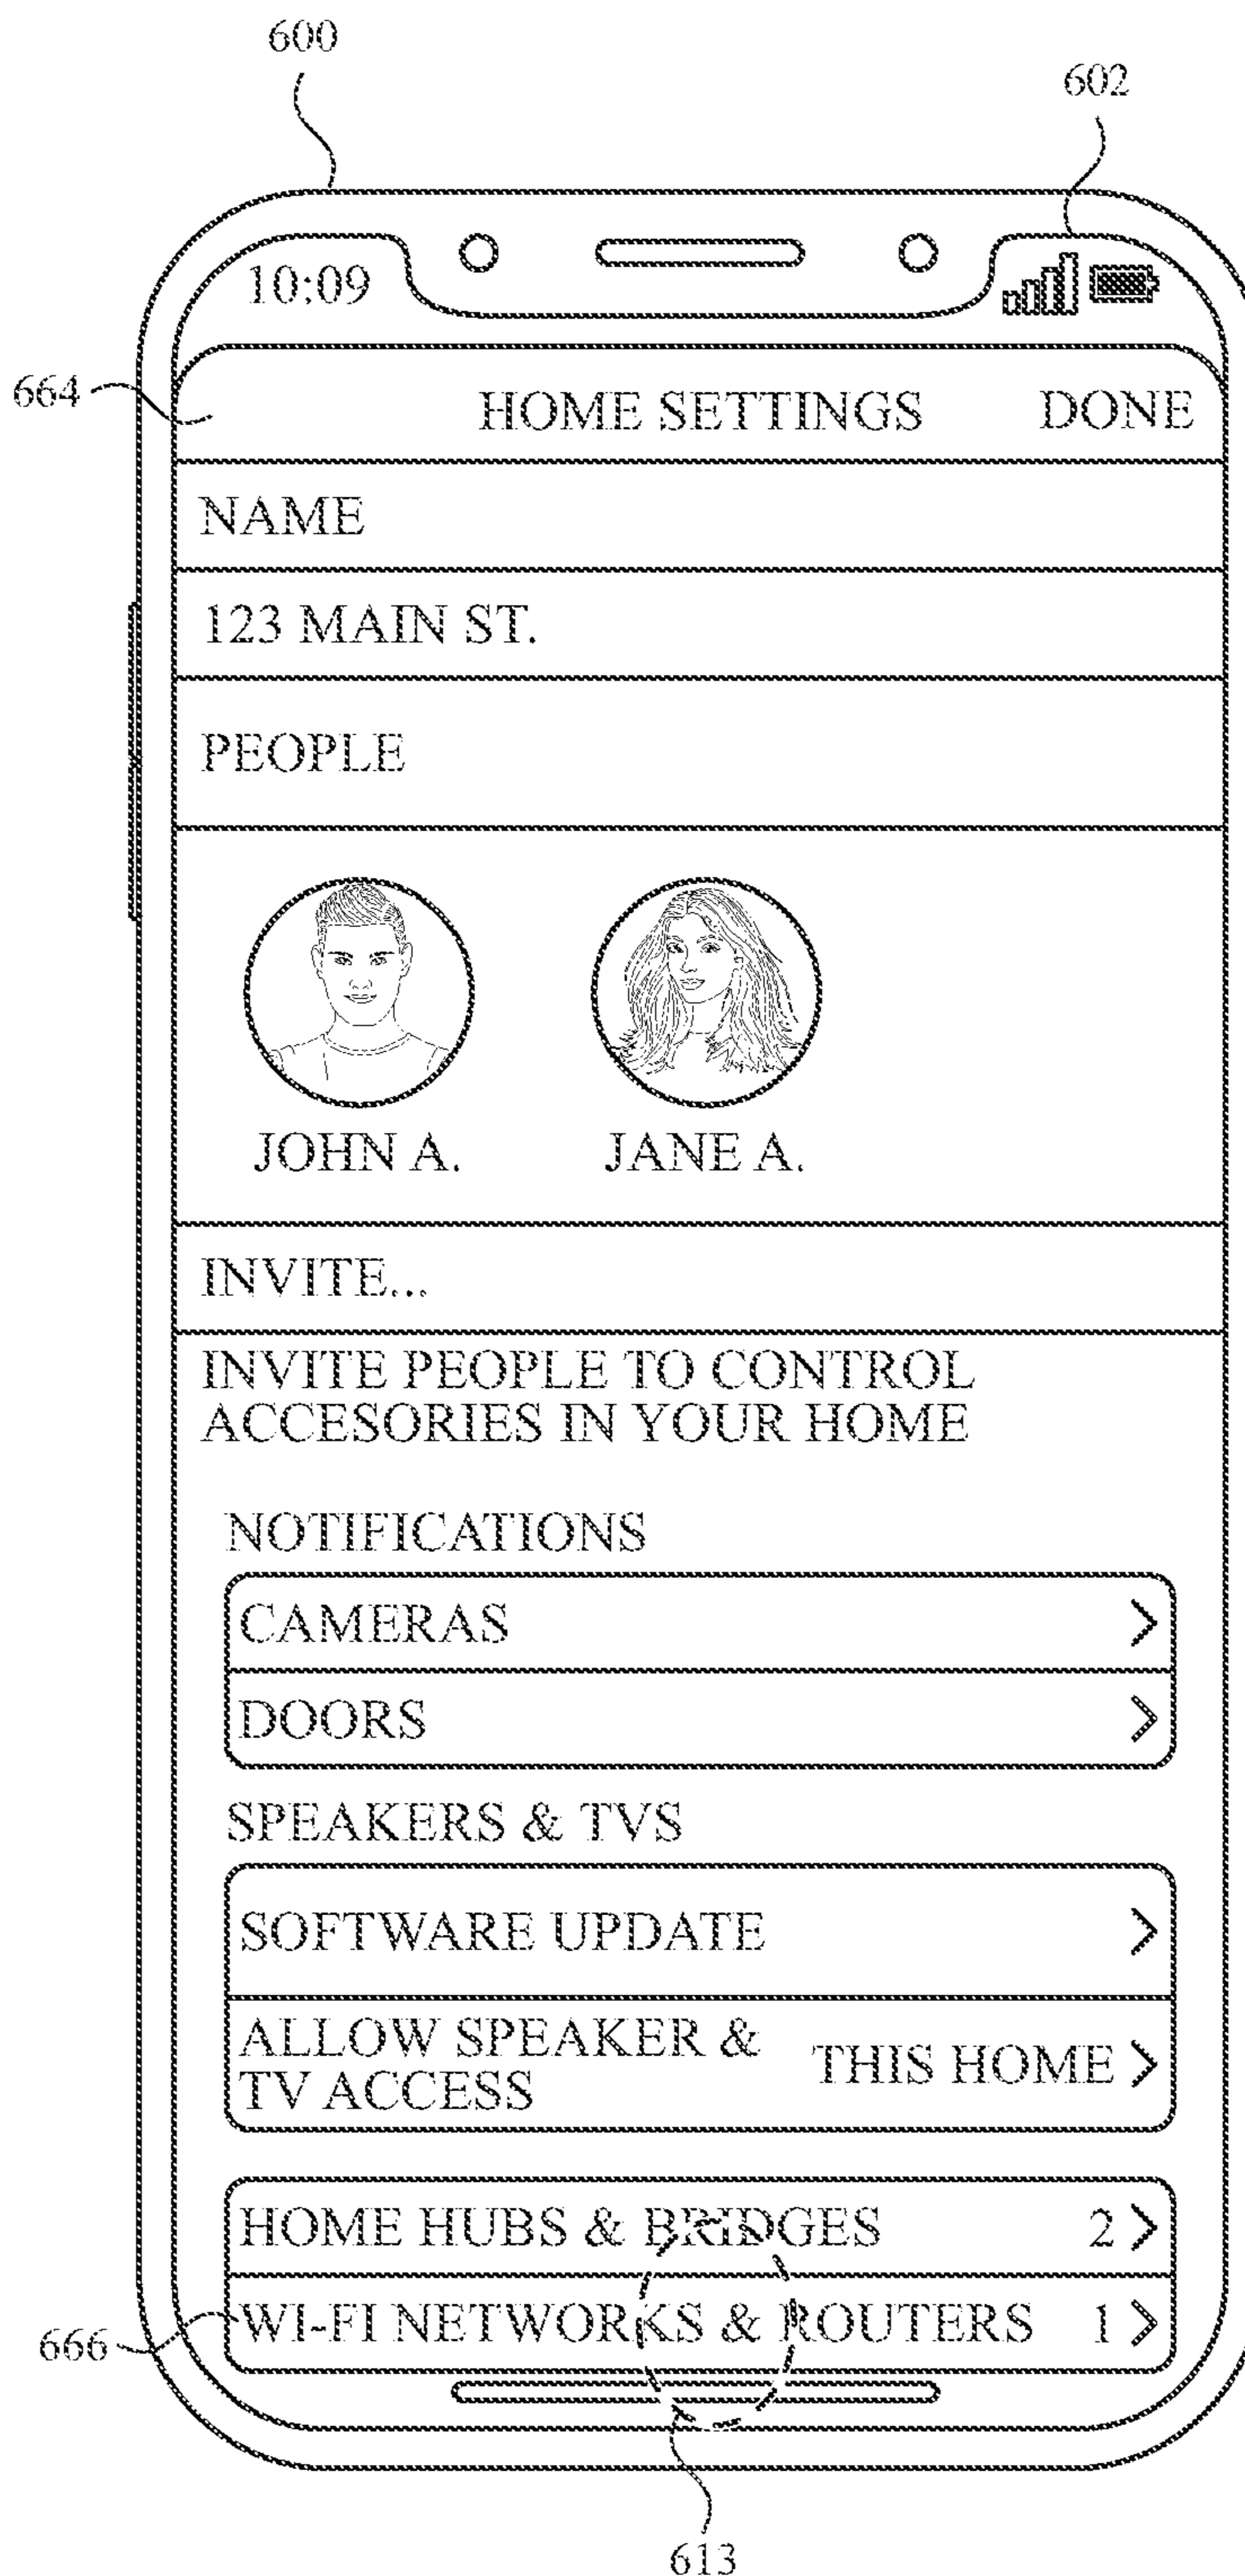 600
602
10:09
664
HOME SETTINGS DONE
NAME
123 MAIN ST.
PEOPLE
JOHN A. JANE A.
INVITE...
INVITE PEOPLE TO CONTROL
ACCESORIES IN YOUR HOME
NOTIFICATIONS
CAMERAS >
DOORS >
SPEAKERS & TVS
SOFTWARE UPDATE >
ALLOW SPEAKER &
TV ACCESS THIS HOME >
HOME HUBS & BRIDGES 2 >
666
WI-FI NETWORKS & ROUTERS 1 >
613